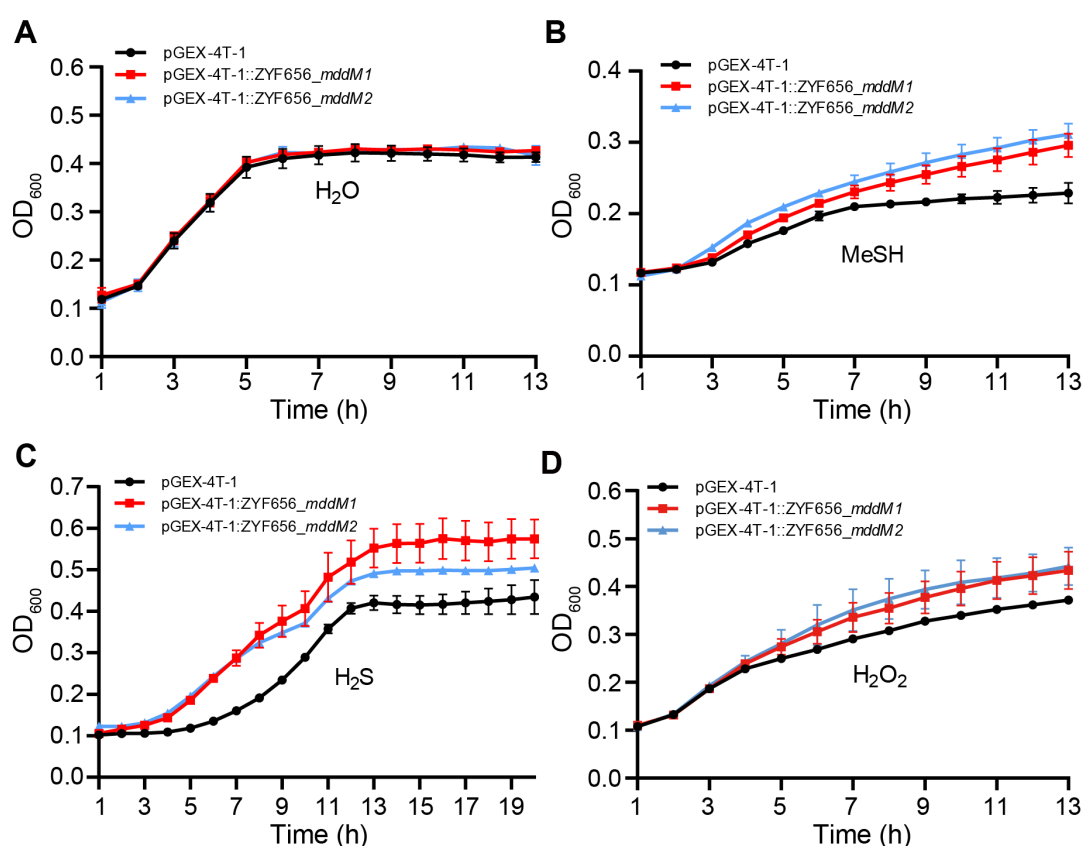 A
pGEX-4T-1
pGEX-4T-1::ZYF656_mddM1
pGEX-4T-1::ZYF656_mddM2
0.6
0.5
0.4
0.3
0.2
0.1
0.0
OD600
H2O
1 3 5 7 9 11 13
Time (h)
B
pGEX-4T-1
pGEX-4T-1::ZYF656_mddM1
pGEX-4T-1::ZYF656_mddM2
0.4
0.3
0.2
0.1
0.0
OD600
MeSH
1 3 5 7 9 11 13
Time (h)
C
pGEX-4T-1
pGEX-4T-1::ZYF656_mddM1
pGEX-4T-1::ZYF656_mddM2
0.7
0.6
0.5
0.4
0.3
0.2
0.1
0.0
OD600
H2S
1 3 5 7 9 11 13 15 17 19
Time (h)
D
pGEX-4T-1
pGEX-4T-1::ZYF656_mddM1
pGEX-4T-1::ZYF656_mddM2
0.6
0.5
0.4
0.3
0.2
0.1
0.0
OD600
H2O2
1 3 5 7 9 11 13
Time (h)